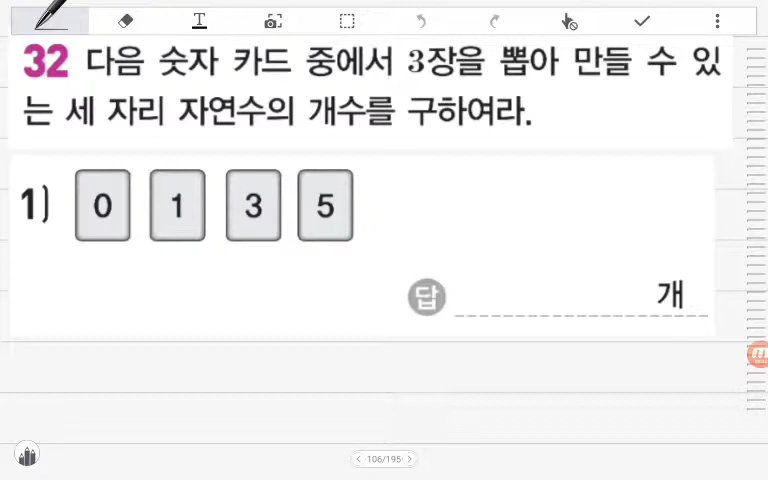 32 다음 숫자 카드 중에서 3장을 뽑아 만들 수 있
는 세 자리 자연수의 개수를 구하여라.
1) 0 1 3 5
답 개
106/195